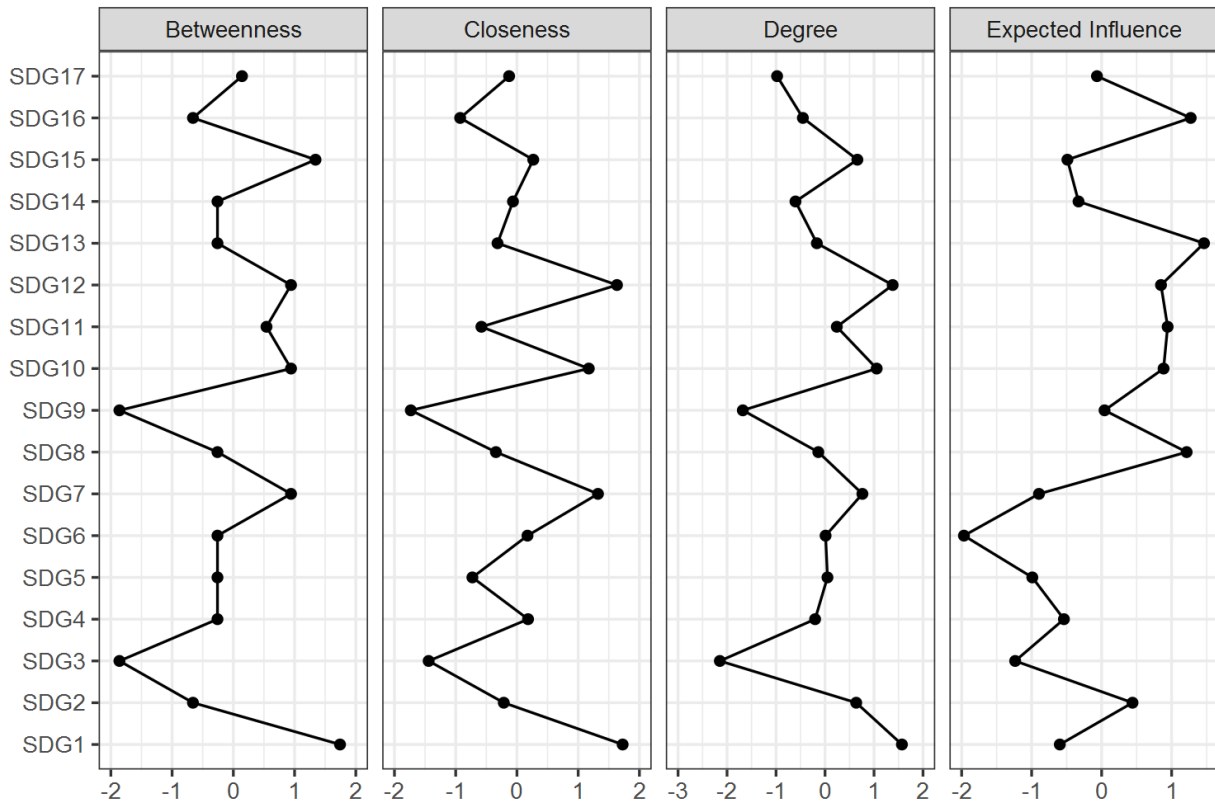 Betweenness Closeness Degree Expected Influence
SDG17
SDG16
SDG15
SDG14
SDG13
SDG12
SDG11
SDG10
SDG9
SDG8
SDG7
SDG6
SDG5
SDG4
SDG3
SDG2
SDG1
-2 -1 0 1 2 -2 -1 0 1 2 -3 -2 -1 0 1 2 -2 -1 0 1